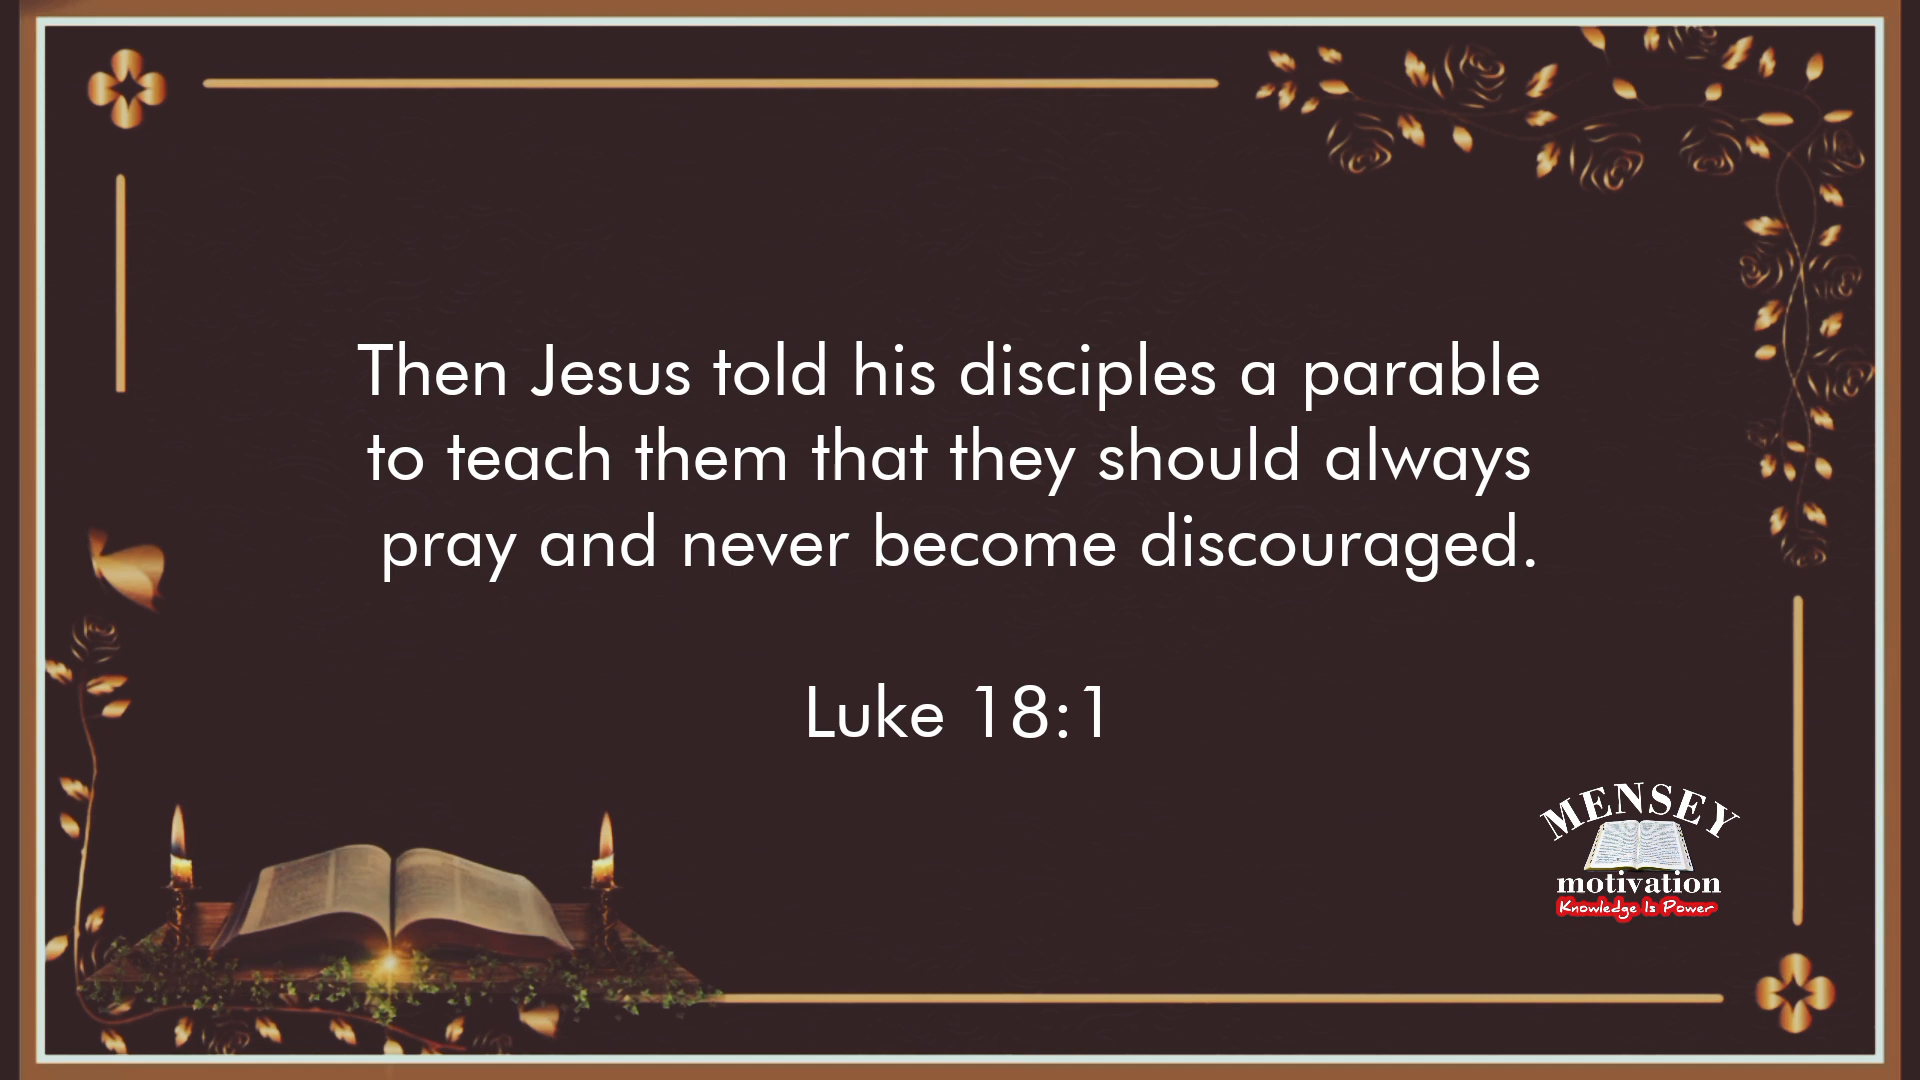 Then Jesus told his disciples a parable
to teach them that they should always
pray and never become discouraged.
Luke 18:1
MENSEY
motivation
Knowledge Is Power